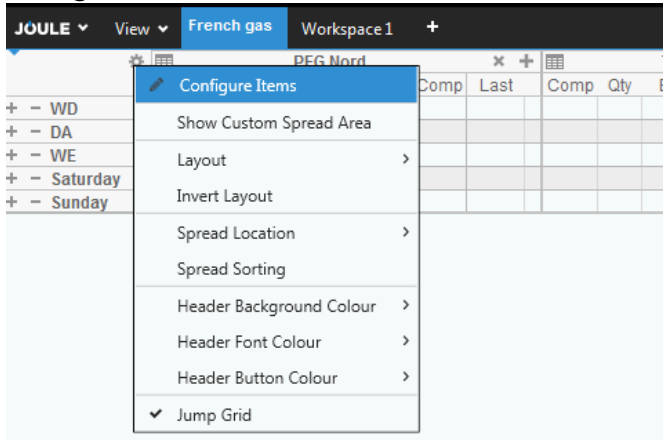 JOULE View French gas Workspace 1 +
PEG Nord
Comp Last Comp Qty
Configure Items
Show Custom Spread Area
Layout
Invert Layout
Spread Location
Spread Sorting
Header Background Colour
Header Font Colour
Header Button Colour
Jump Grid
+ − WD
+ − DA
+ − WE
+ − Saturday
+ − Sunday